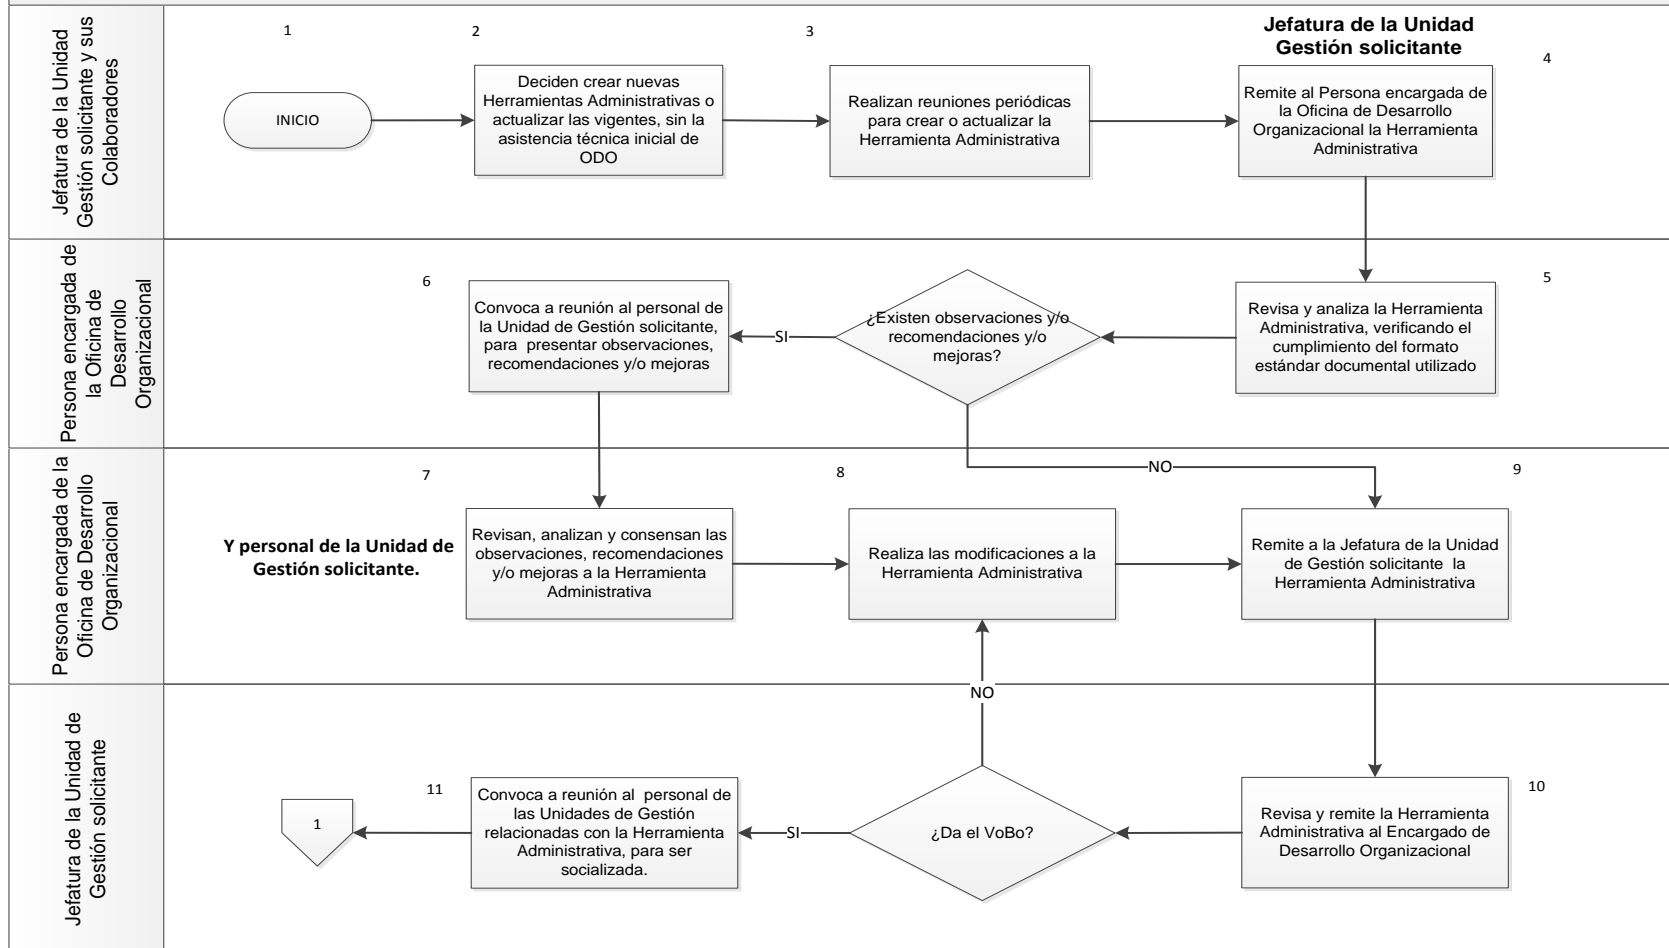 Jefatura de la Unidad
Gestión solicitante y sus
Colaboradores
1
INICIO
2
Deciden crear nuevas
Herramientas Administrativas o
actualizar las vigentes, sin la
asistencia técnica inicial de
ODO
3
Realizan reuniones periódicas
para crear o actualizar la
Herramienta Administrativa
Jefatura de la Unidad
Gestión solicitante
4
Remite al Persona encargada de
la Oficina de Desarrollo
Organizacional la Herramienta
Administrativa
Persona encargada de
la Oficina de
Desarrollo
Organizacional
5
Revisa y analiza la Herramienta
Administrativa, verificando el
cumplimiento del formato
estándar documental utilizado
¿Existen observaciones y/o
recomendaciones y/o
mejoras?
SI
NO
6
Convoca a reunión al personal de
la Unidad de Gestión solicitante,
para presentar observaciones,
recomendaciones y/o mejoras
Persona encargada de la
Oficina de Desarrollo
Organizacional
7
Y personal de la Unidad de
Gestión solicitante.
Revisan, analizan y consensan las
observaciones, recomendaciones
y/o mejoras a la Herramienta
Administrativa
8
Realiza las modificaciones a la
Herramienta Administrativa
9
Remite a la Jefatura de la Unidad
de Gestión solicitante la
Herramienta Administrativa
Jefatura de la Unidad de
Gestión solicitante
10
Revisa y remite la Herramienta
Administrativa al Encargado de
Desarrollo Organizacional
¿Da el VoBo?
NO
SI
11
Convoca a reunión al personal de
las Unidades de Gestión
relacionadas con la Herramienta
Administrativa, para ser
socializada.
1